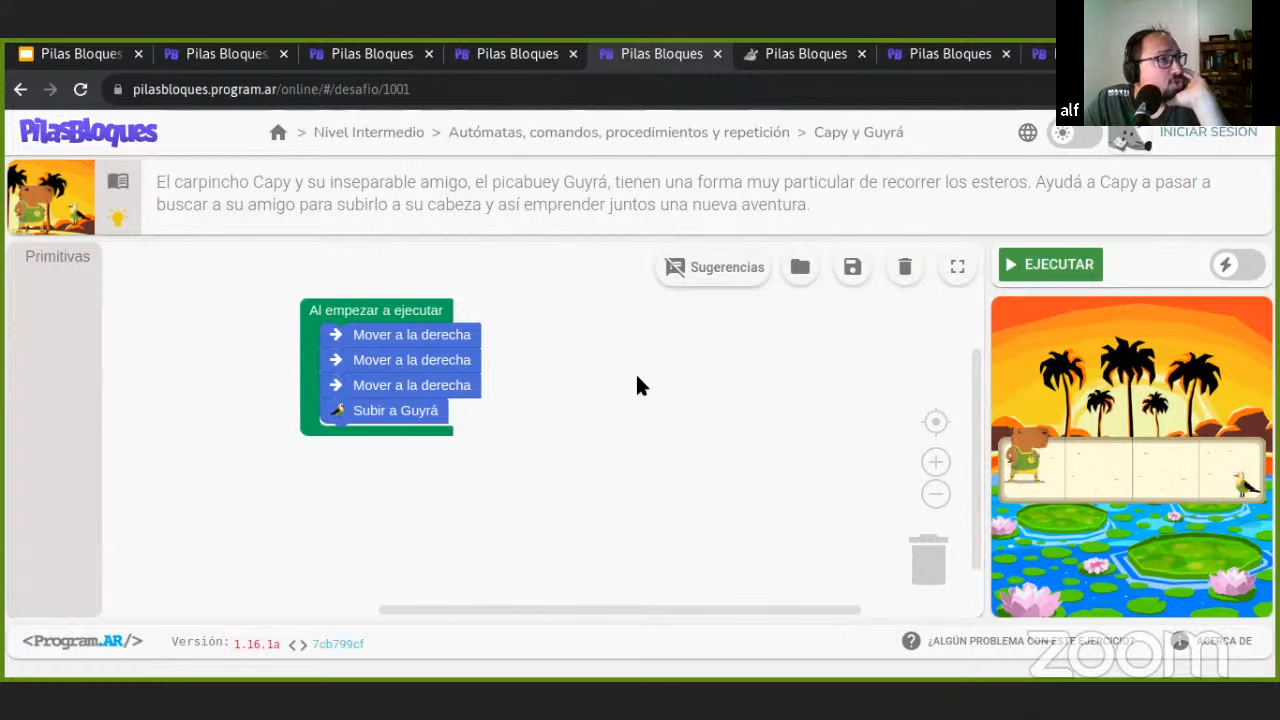 Pilas Bloques
Pilas Bloques
Pilas Bloques
Pilas Bloques
Pilas Bloques
Pilas Bloques
Pilas Bloques
alf
pilasbloques.program.ar/online/#/desafio/1001
PilasBloques
> Nivel Intermedio > Autómatas, comandos, procedimientos y repetición > Capy y Guyrá
INICIAR SESIÓN
El carpincho Capy y su inseparable amigo, el picabuey Guyrá, tienen una forma muy particular de recorrer los esteros. Ayudá a Capy a pasar a
buscar a su amigo para subirlo a su cabeza y así emprender juntos una nueva aventura.
Primitivas
Sugerencias
EJECUTAR
Al empezar a ejecutar
Mover a la derecha
Mover a la derecha
Mover a la derecha
Subir a Guyrá
<Program.AR/>
Versión: 1.16.1a <> 7cb799cf
¿ALGÚN PROBLEMA CON ESTE EJERCICIO?
ACERCA DE
zoom